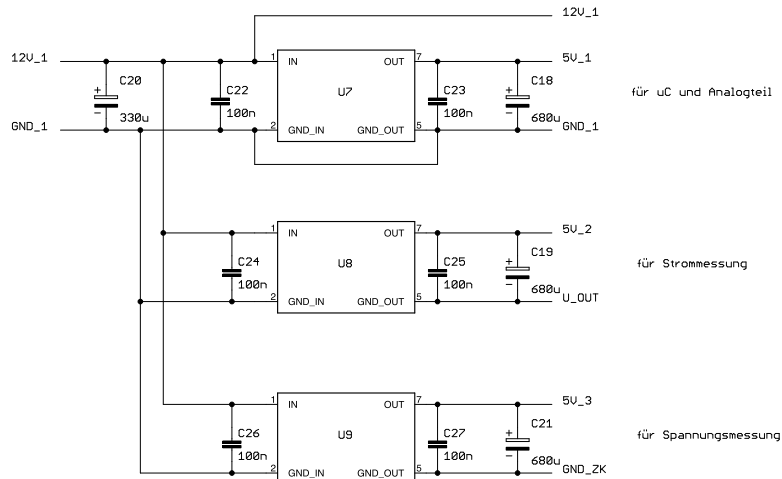 12V_1
12V_1
1
IN
OUT
7
5V_1
C20
C22
U7
C23
C18
für uC und Analogteil
+
+
330u
100n
100n
680u
-
-
GND_1
2
GND_IN
GND_OUT
5
GND_1
1
IN
OUT
7
5V_2
C24
U8
C25
C19
für Strommessung
+
100n
100n
680u
-
2
GND_IN
GND_OUT
5
U_OUT
1
IN
OUT
7
5V_3
C26
U9
C27
C21
für Spannungsmessung
+
100n
100n
680u
-
2
GND_IN
GND_OUT
5
GND_ZK